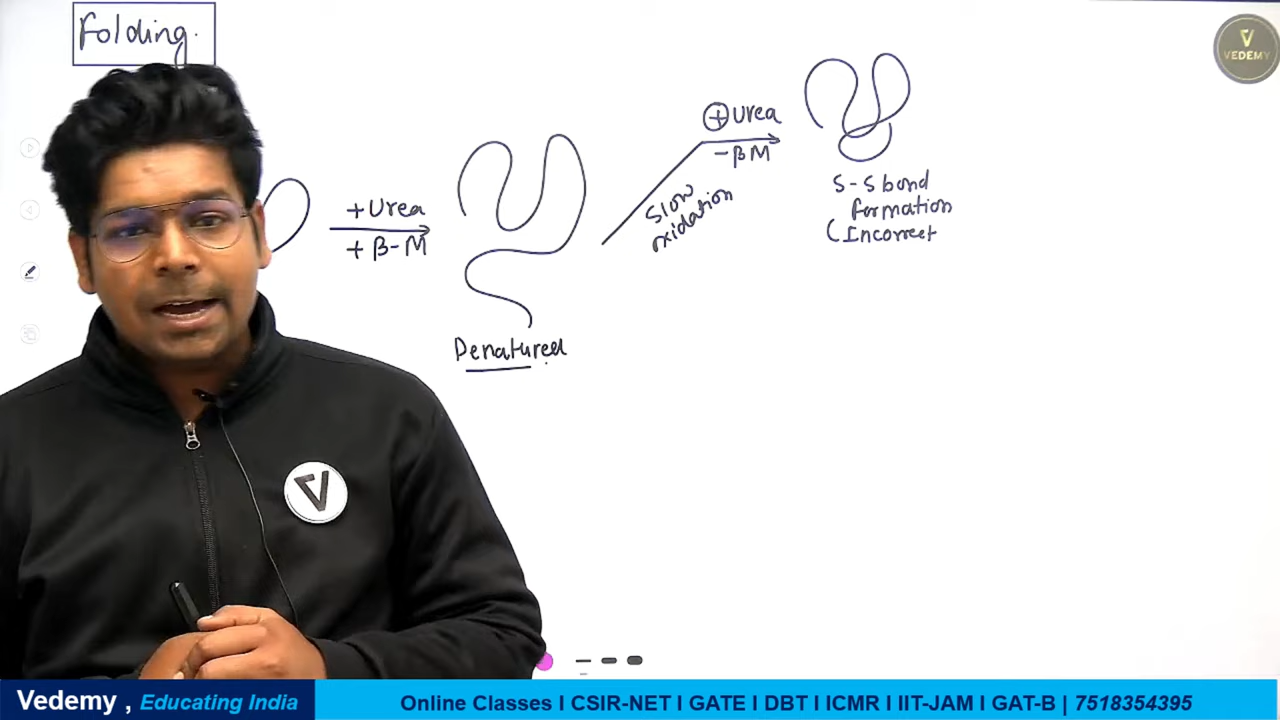 Folding.
VEDEMY
+ Urea
+ β-M
Denatured
Slow
oxidation
+ Urea
- βM
S-S bond
formation
(Incorrect
Vedemy , Educating India
Online Classes I CSIR-NET I GATE I DBT I ICMR I IIT-JAM I GAT-B | 7518354395